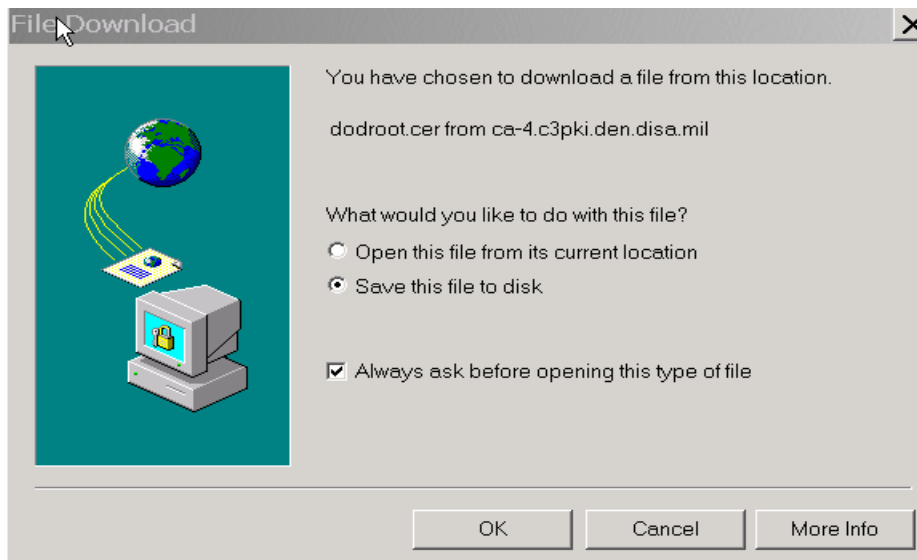 File Download
You have chosen to download a file from this location.
dodroot.cer from ca-4.c3pki.den.disa.mil
What would you like to do with this file?
Open this file from its current location
Save this file to disk
Always ask before opening this type of file
OK
Cancel
More Info